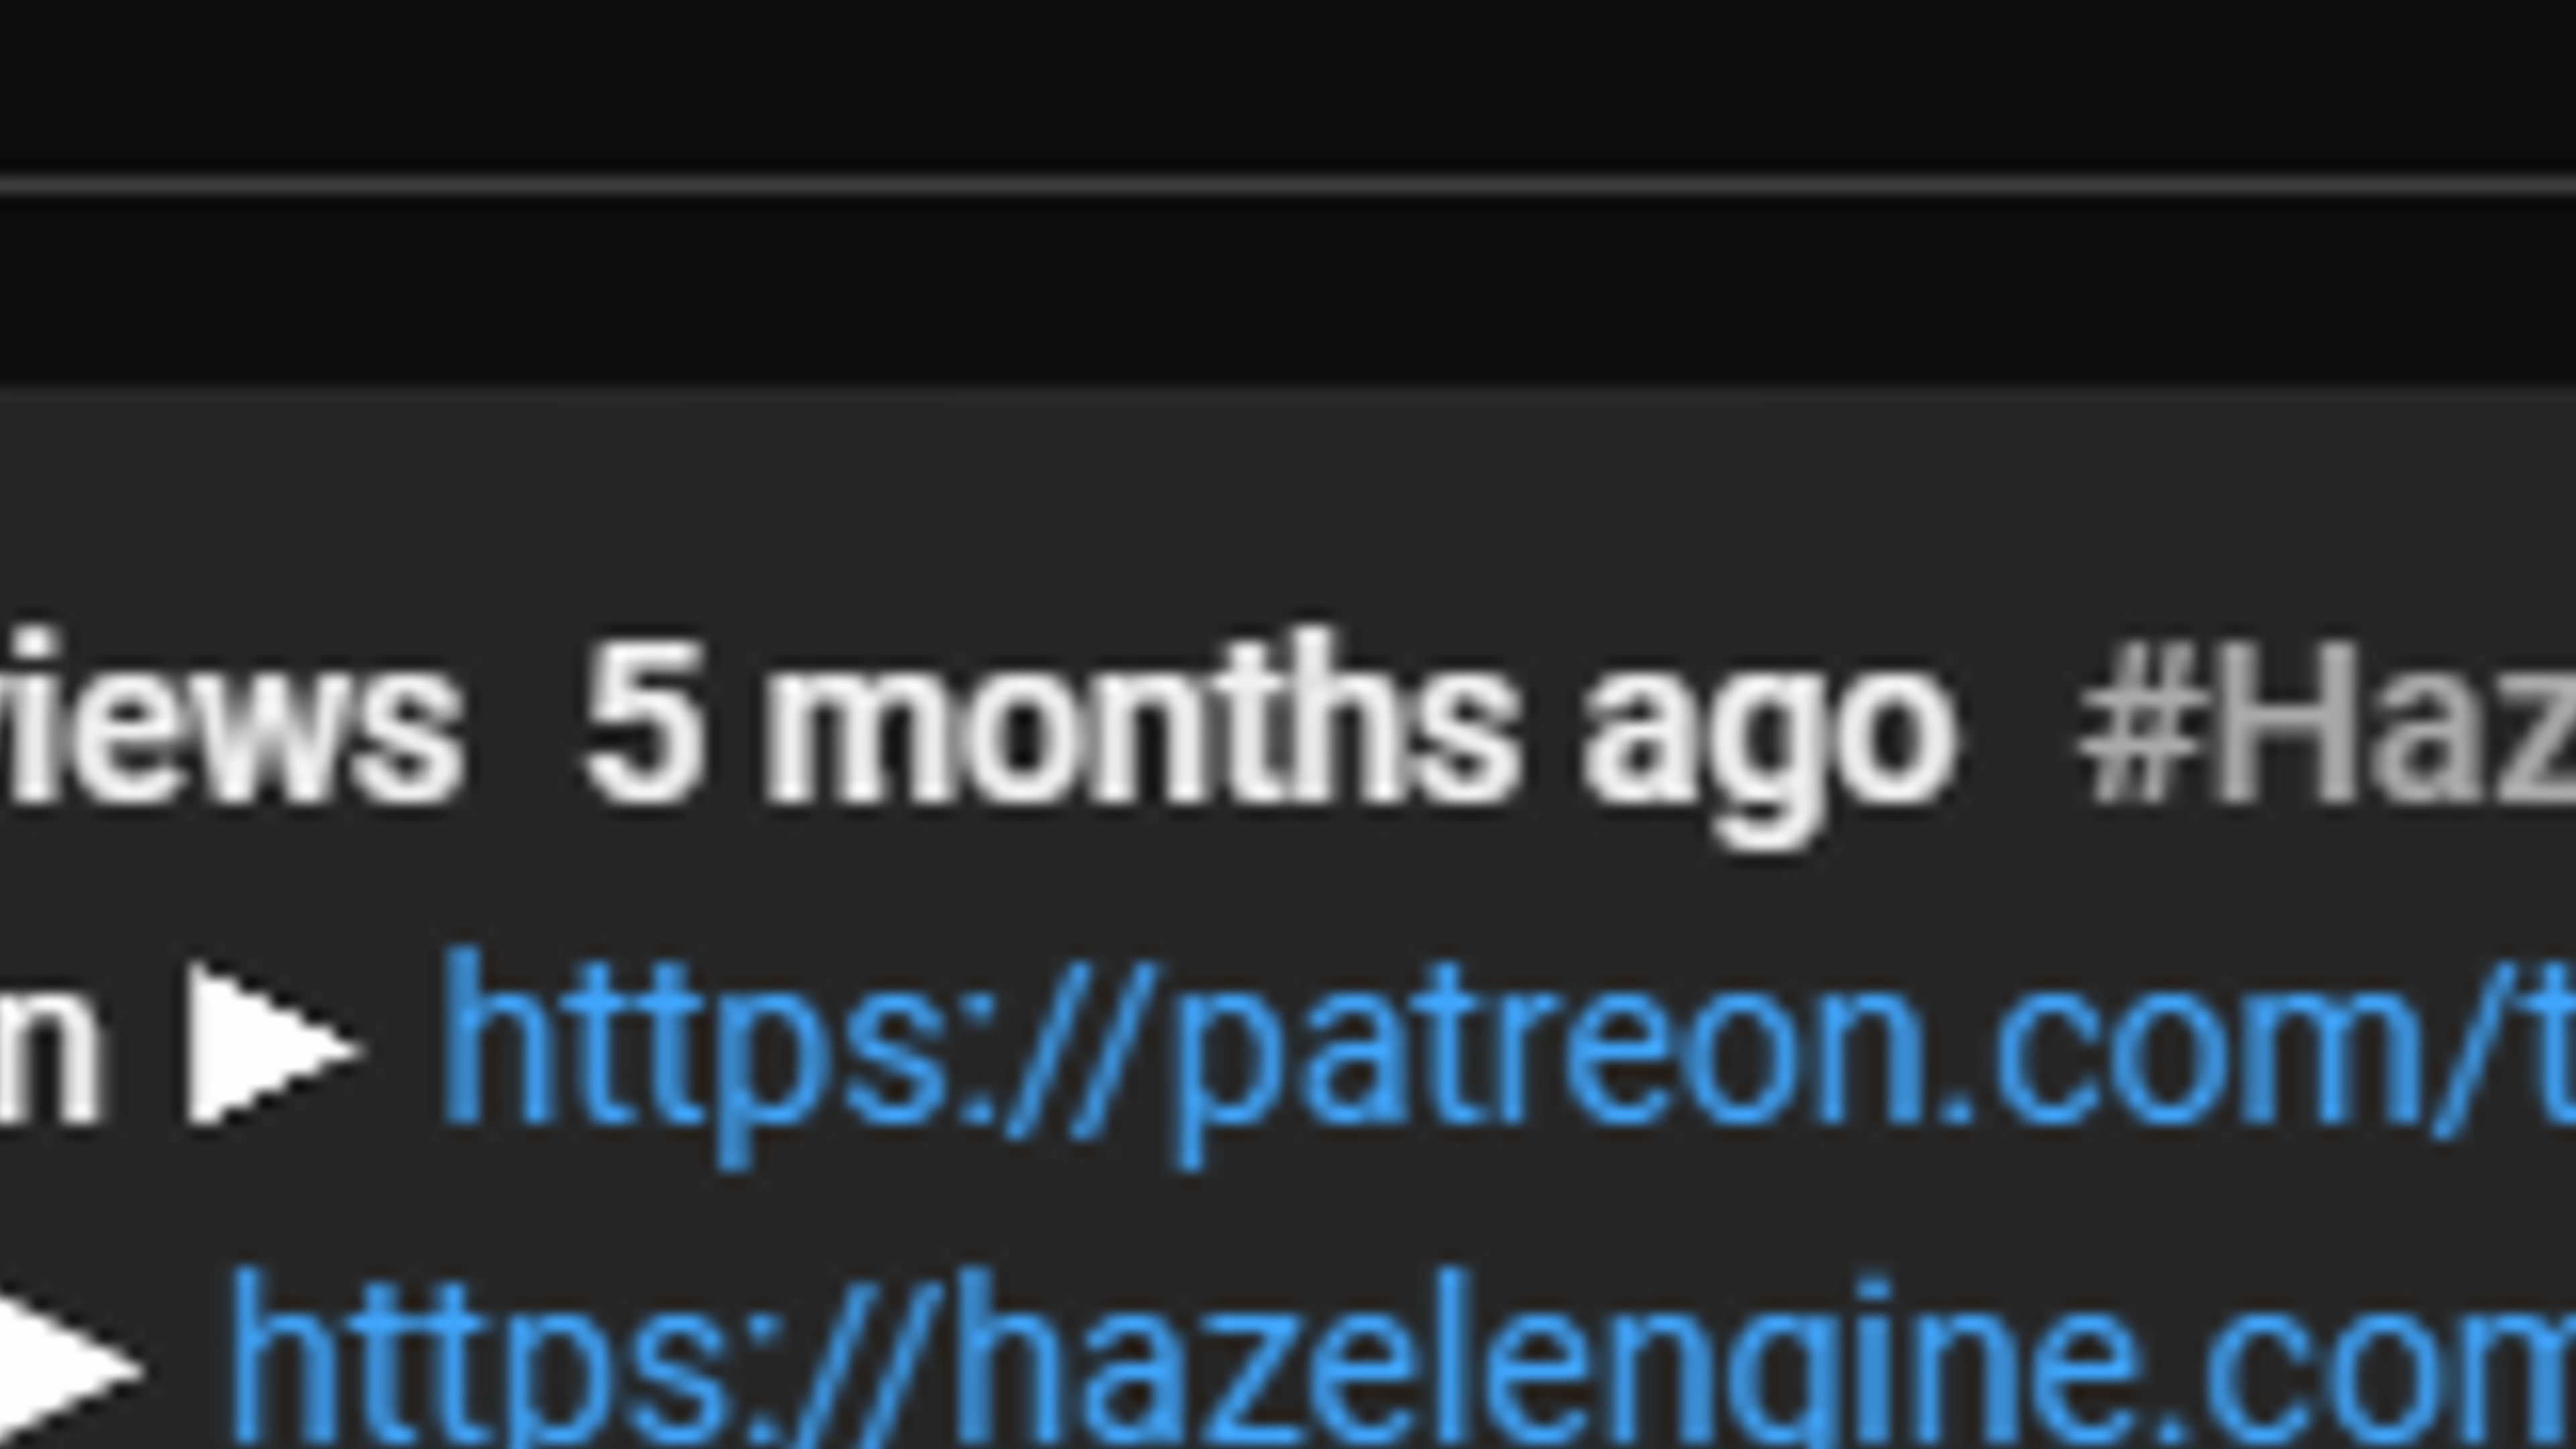 iews 5 months ago #Haz
n ▶ https://patreon.com/t
▶ https://hazelengine.com